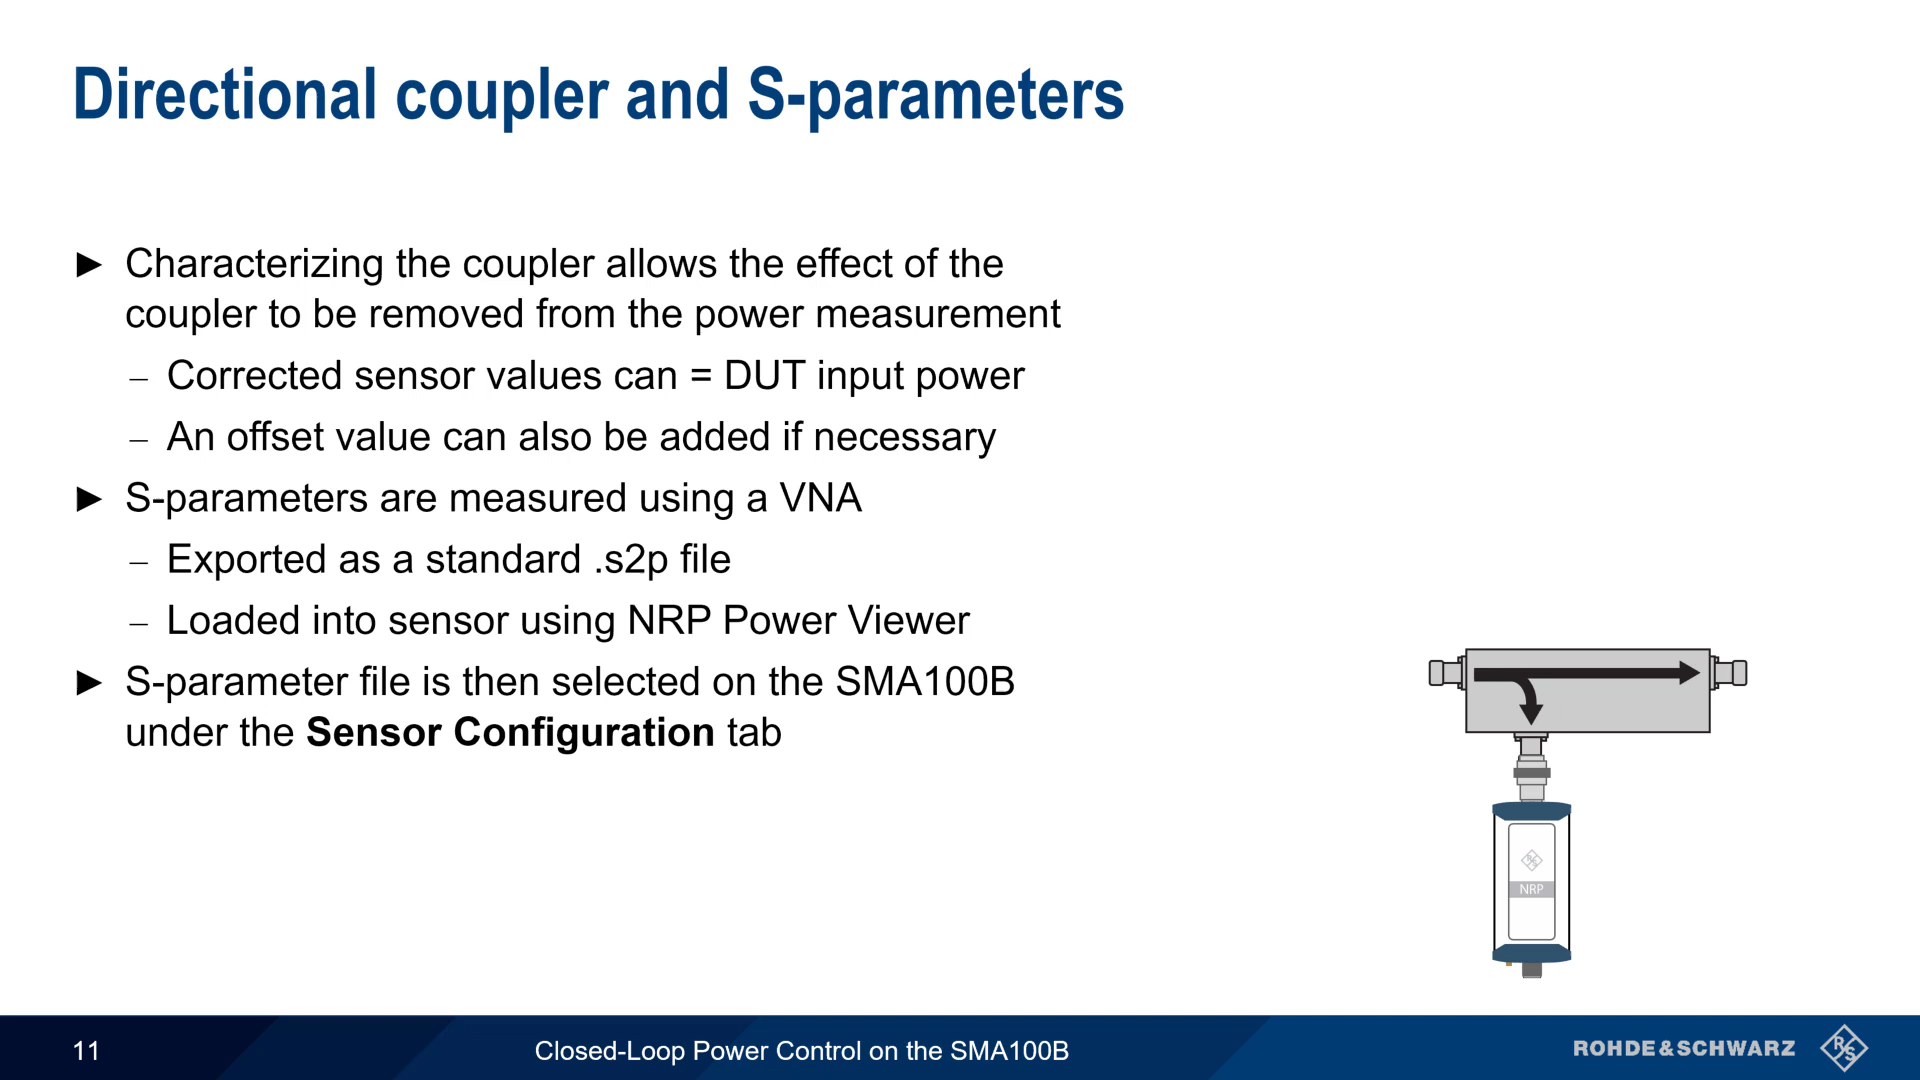 Directional coupler and S-parameters
► Characterizing the coupler allows the effect of the
coupler to be removed from the power measurement
– Corrected sensor values can = DUT input power
– An offset value can also be added if necessary
► S-parameters are measured using a VNA
– Exported as a standard .s2p file
– Loaded into sensor using NRP Power Viewer
► S-parameter file is then selected on the SMA100B
under the Sensor Configuration tab
R S
NRP
11
Closed-Loop Power Control on the SMA100B
ROHDE&SCHWARZ
R S